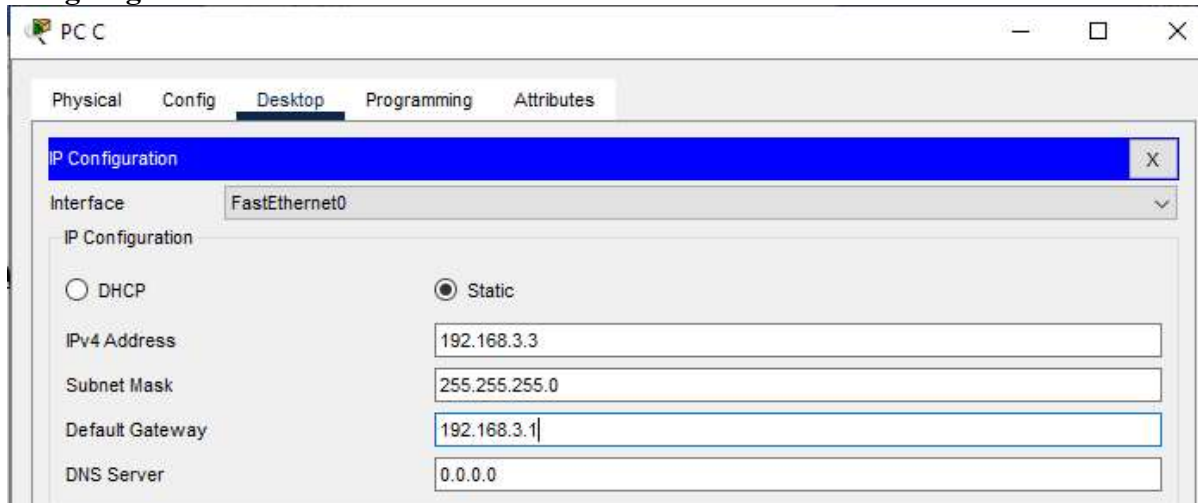 PC C
Physical Config Desktop Programming Attributes
IP Configuration X
Interface FastEthernet0
IP Configuration
DHCP Static
IPv4 Address 192.168.3.3
Subnet Mask 255.255.255.0
Default Gateway 192.168.3.1
DNS Server 0.0.0.0